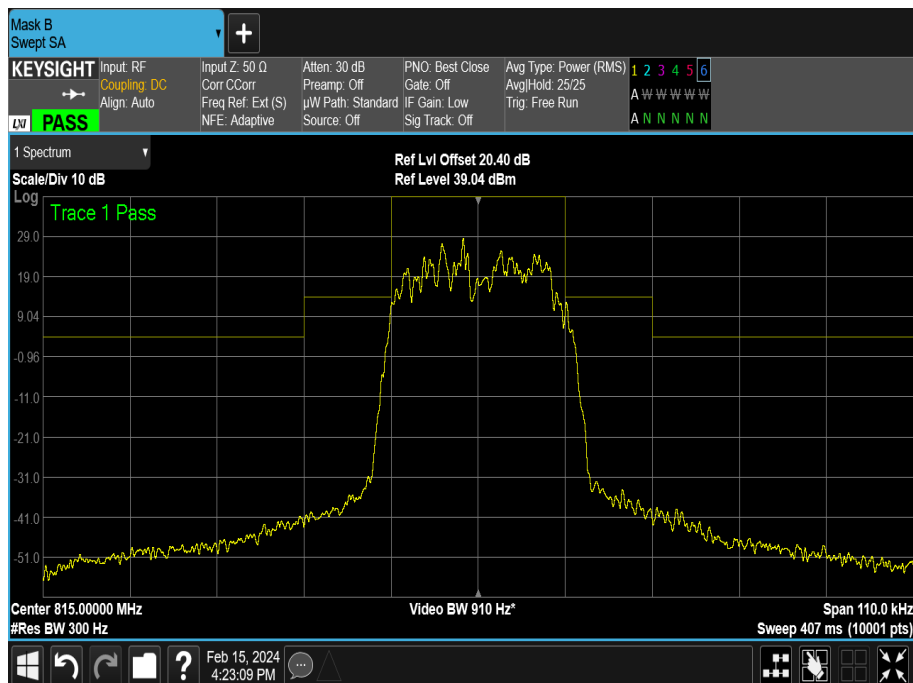 Mask B
Swept SA
+
KEYSIGHT
LXI
PASS
Input: RF
Coupling: DC
Align: Auto
Input Z: 50 Ω
Corr CCorr
Freq Ref: Ext (S)
NFE: Adaptive
Atten: 30 dB
Preamp: Off
µW Path: Standard
Source: Off
PNO: Best Close
Gate: Off
IF Gain: Low
Sig Track: Off
Avg Type: Power (RMS)
Avg|Hold: 25/25
Trig: Free Run
1 2 3 4 5 6
A W W W W W
A N N N N N
1 Spectrum
Scale/Div 10 dB
Ref Lvl Offset 20.40 dB
Ref Level 39.04 dBm
Log
Trace 1 Pass
29.0
19.0
9.04
-0.96
-11.0
-21.0
-31.0
-41.0
-51.0
Center 815.00000 MHz
Video BW 910 Hz*
Span 110.0 kHz
#Res BW 300 Hz
Sweep 407 ms (10001 pts)
?
Feb 15, 2024
4:23:09 PM